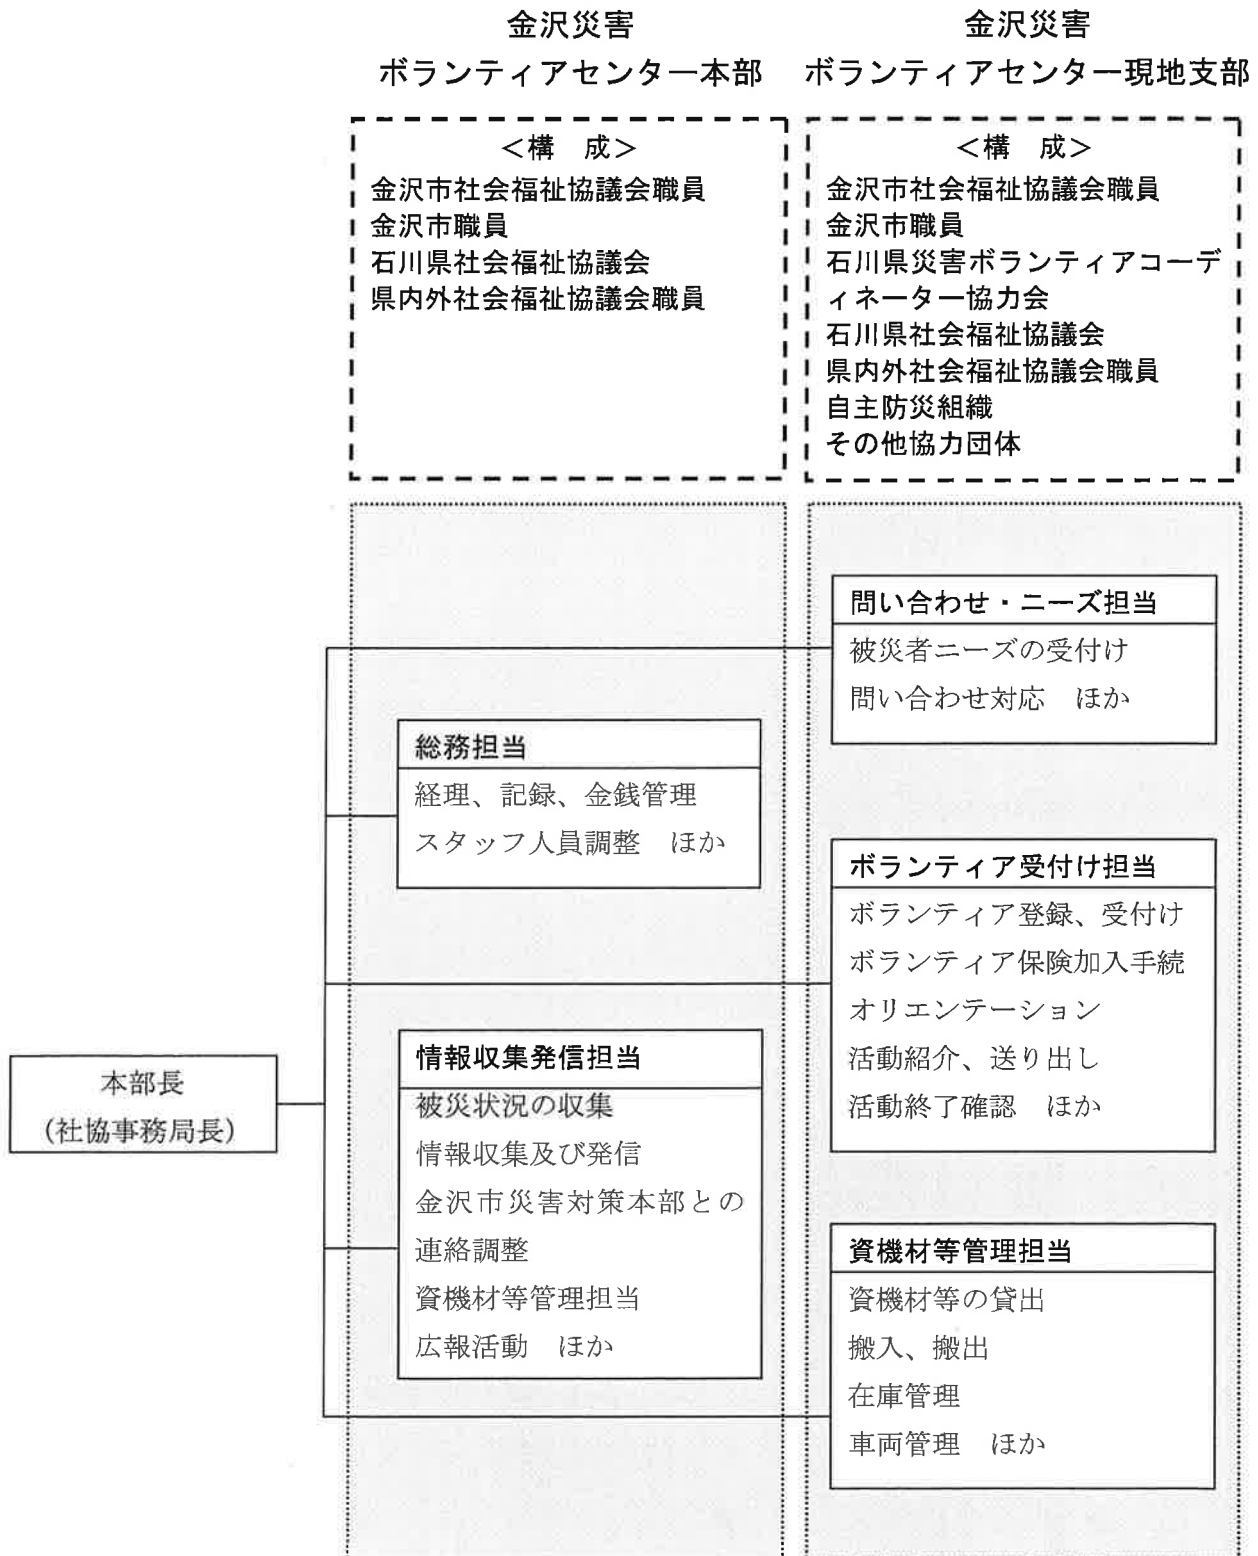 金沢災害
ボランティアセンター本部
金沢災害
ボランティアセンター現地支部
＜構　成＞
金沢市社会福祉協議会職員
金沢市職員
石川県社会福祉協議会
県内外社会福祉協議会職員
＜構　成＞
金沢市社会福祉協議会職員
金沢市職員
石川県災害ボランティアコーデ
ィネーター協力会
石川県社会福祉協議会
県内外社会福祉協議会職員
自主防災組織
その他協力団体
本部長
(社協事務局長)
総務担当
経理、記録、金銭管理
スタッフ人員調整　ほか
情報収集発信担当
被災状況の収集
情報収集及び発信
金沢市災害対策本部との
連絡調整
資機材等管理担当
広報活動　ほか
問い合わせ・ニーズ担当
被災者ニーズの受付け
問い合わせ対応　ほか
ボランティア受付け担当
ボランティア登録、受付け
ボランティア保険加入手続
オリエンテーション
活動紹介、送り出し
活動終了確認　ほか
資機材等管理担当
資機材等の貸出
搬入、搬出
在庫管理
車両管理　ほか